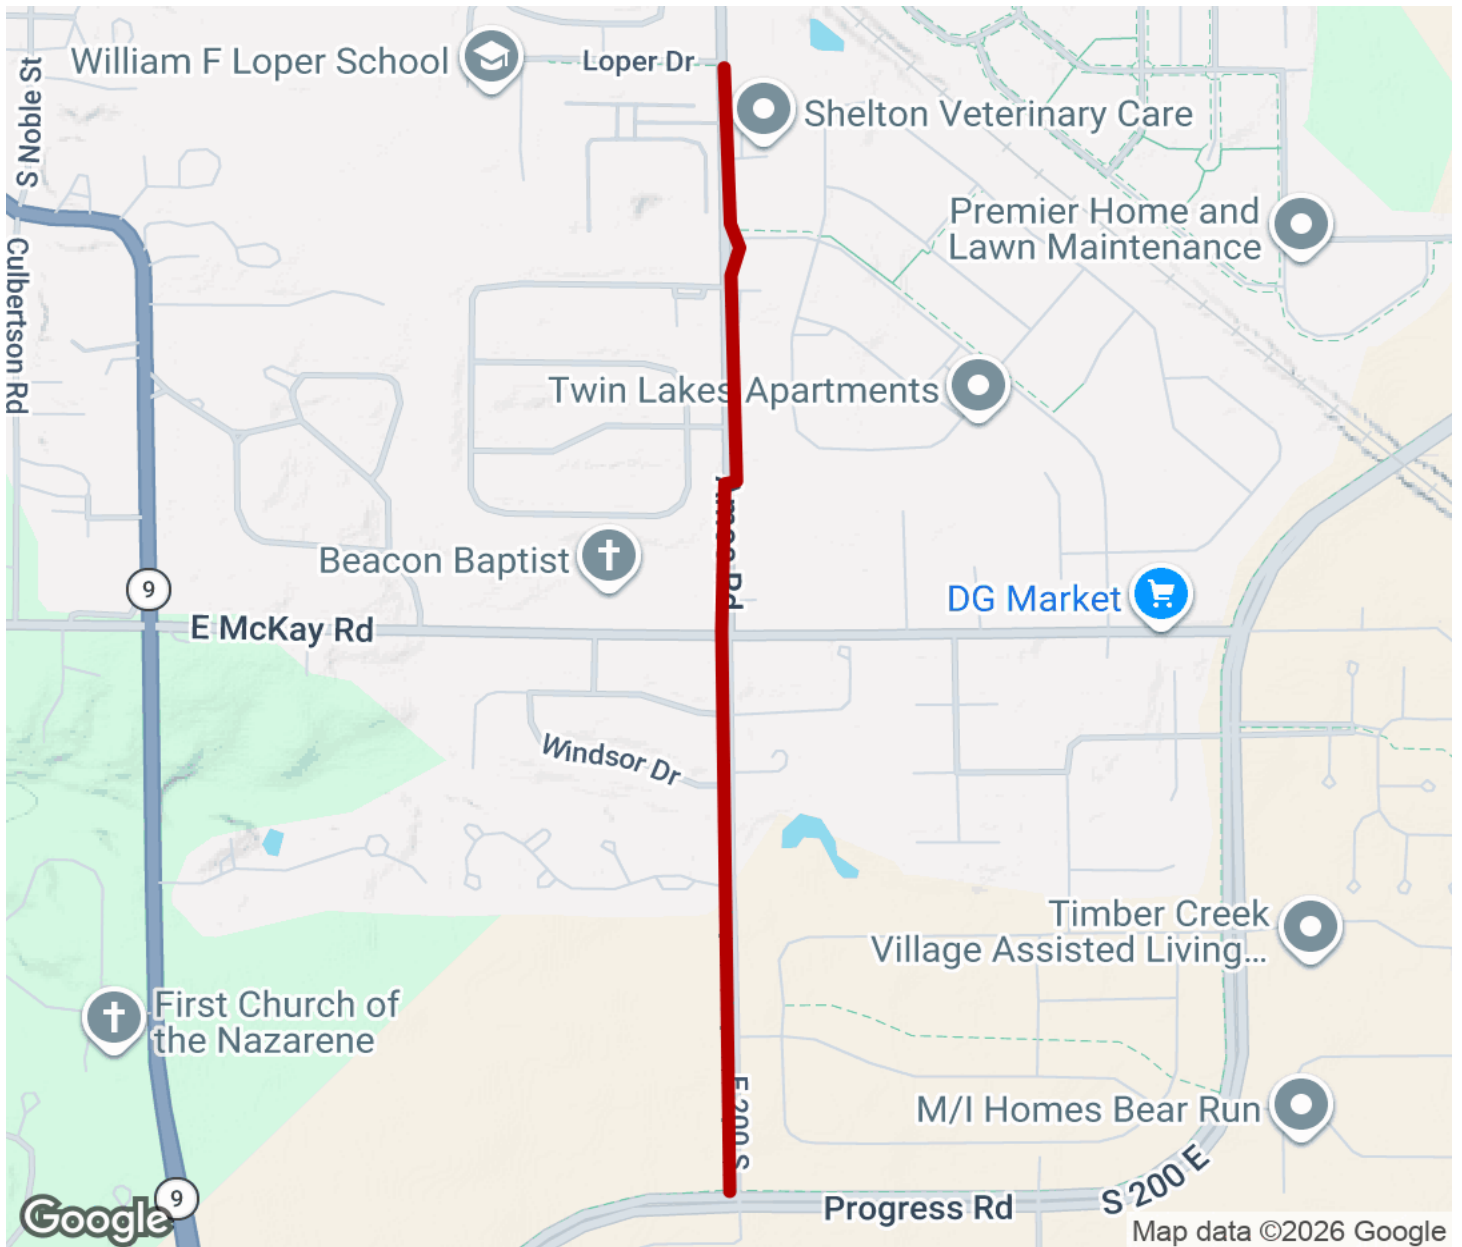 William F Loper School
Loper Dr
S Noble St
Shelton Veterinary Care
Premier Home and
Lawn Maintenance
Culbertson Rd
Twin Lakes Apartments
Rd
Beacon Baptist
9
DG Market
E McKay Rd
Windsor Dr
Timber Creek
Village Assisted Living...
First Church of
the Nazarene
E 200 S
M/I Homes Bear Run
S 200 E
9
Progress Rd
Google
Map data ©2026 Google